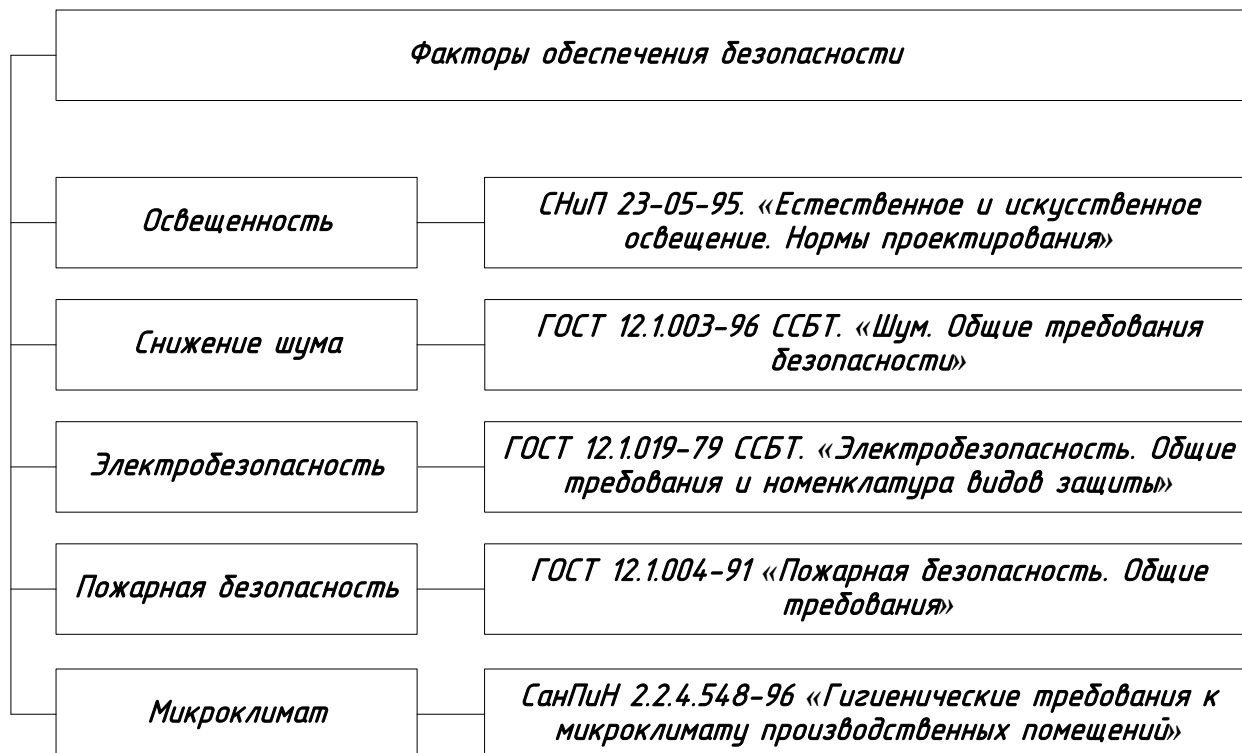 Факторы обеспечения безопасности
Освещенность
СНиП 23-05-95. «Естественное и искусственное
освещение. Нормы проектирования»
Снижение шума
ГОСТ 12.1.003-96 ССБТ. «Шум. Общие требования
безопасности»
Электробезопасность
ГОСТ 12.1.019-79 ССБТ. «Электробезопасность. Общие
требования и номенклатура видов защиты»
Пожарная безопасность
ГОСТ 12.1.004-91 «Пожарная безопасность. Общие
требования»
Микроклимат
СанПиН 2.2.4.548-96 «Гигиенические требования к
микроклимату производственных помещений»